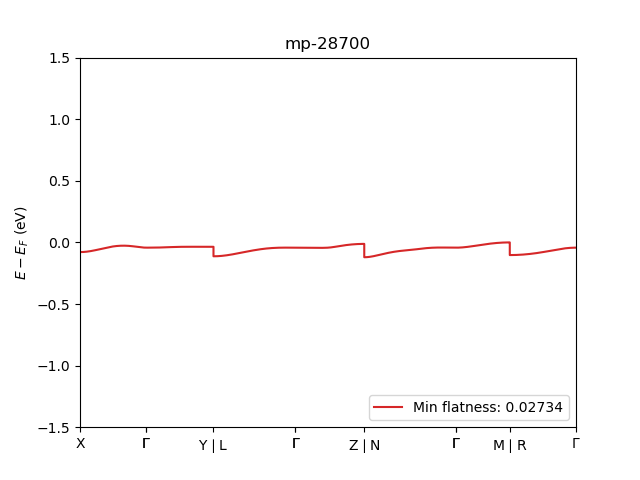 mp-28700
E − E_F (eV)
1.5
1.0
0.5
0.0
−0.5
−1.0
−1.5
Min flatness: 0.02734
X Γ Y | L Γ Z | N Γ M | R Γ